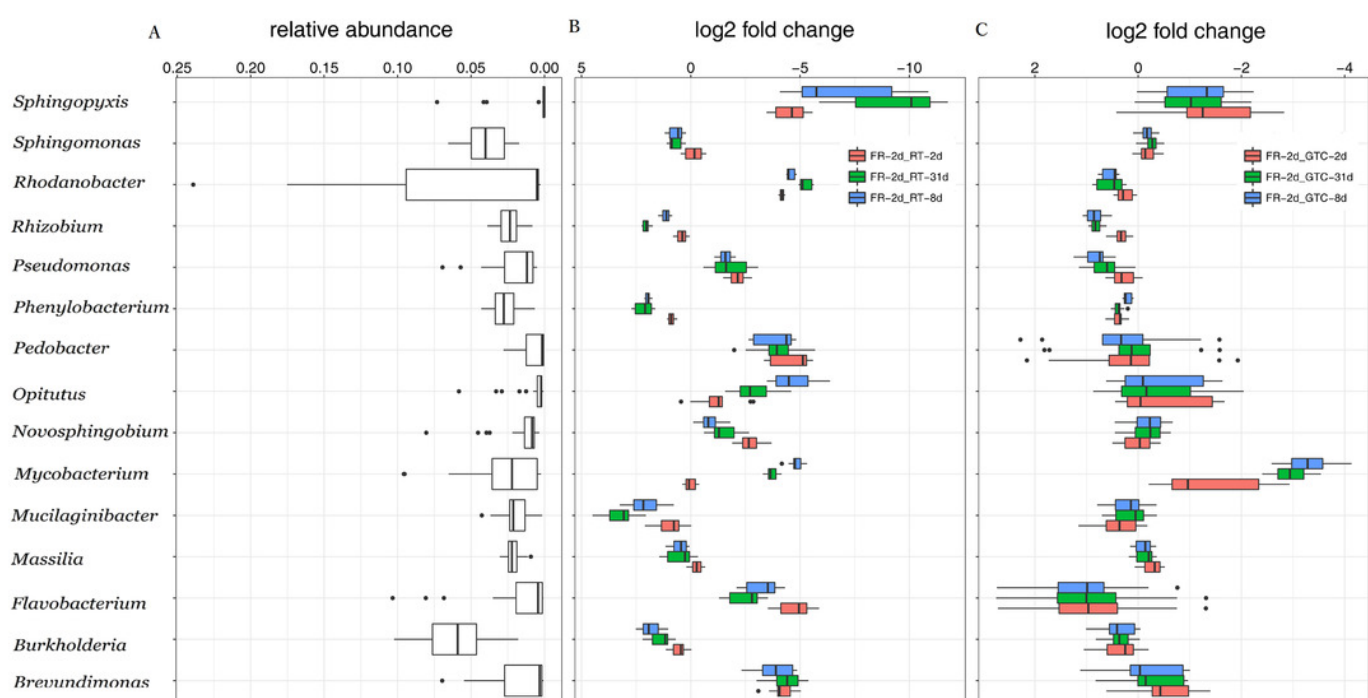 A relative abundance B log2 fold change C log2 fold change
0.25 0.20 0.15 0.10 0.05 0.00 5 0 −5 −10 2 0 −2 −4
Sphingopyxis
Sphingomonas
FR-2d_RT-2d FR-2d_GTC-2d
Rhodanobacter FR-2d_RT-31d FR-2d_GTC-31d
FR-2d_RT-8d FR-2d_GTC-8d
Rhizobium
Pseudomonas
Phenylobacterium
Pedobacter
Opitutus
Novosphingobium
Mycobacterium
Mucilaginibacter
Massilia
Flavobacterium
Burkholderia
Brevundimonas